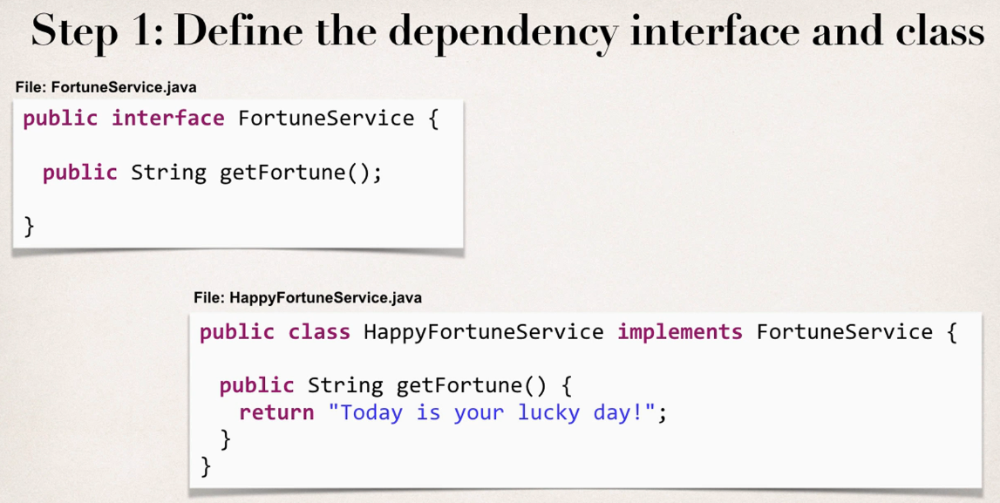 Step 1: Define the dependency interface and class
File: FortuneService.java
public interface FortuneService {
public String getFortune();
}
File: HappyFortuneService.java
public class HappyFortuneService implements FortuneService {
public String getFortune() {
return "Today is your lucky day!";
}
}